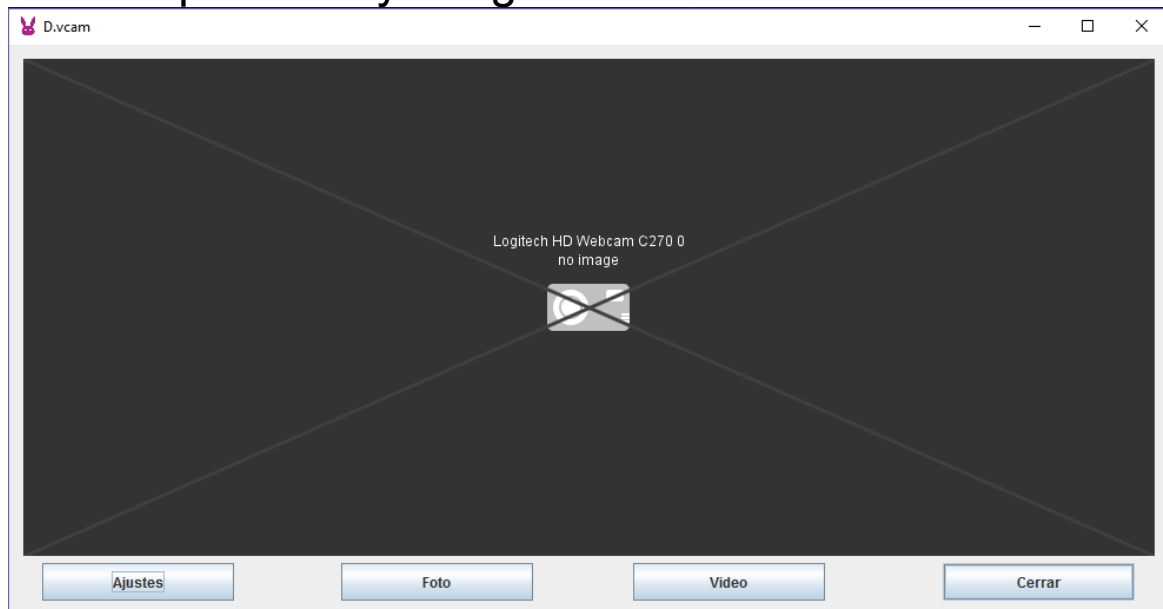 D.vcam
Logitech HD Webcam C270 0
no image
Ajustes
Foto
Video
Cerrar